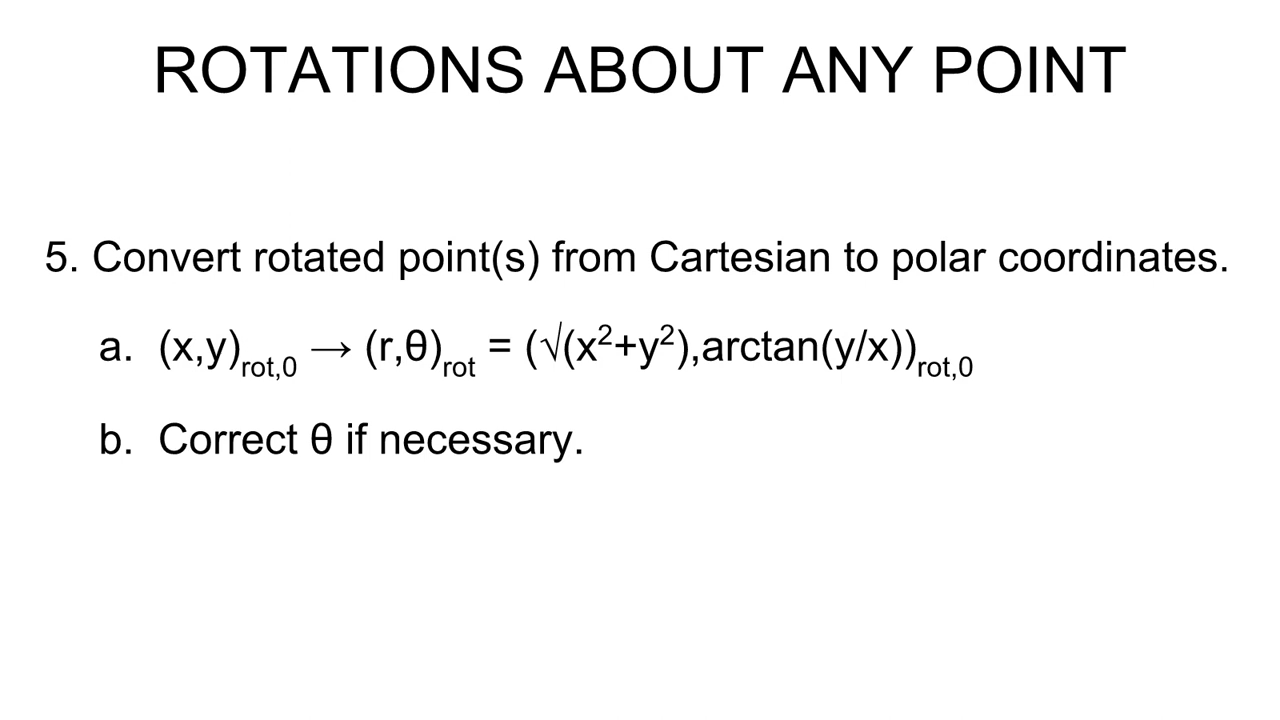 ROTATIONS ABOUT ANY POINT
5. Convert rotated point(s) from Cartesian to polar coordinates.
a. (x,y)rot,0 → (r,θ)rot = (√(x²+y²),arctan(y/x))rot,0
b. Correct θ if necessary.